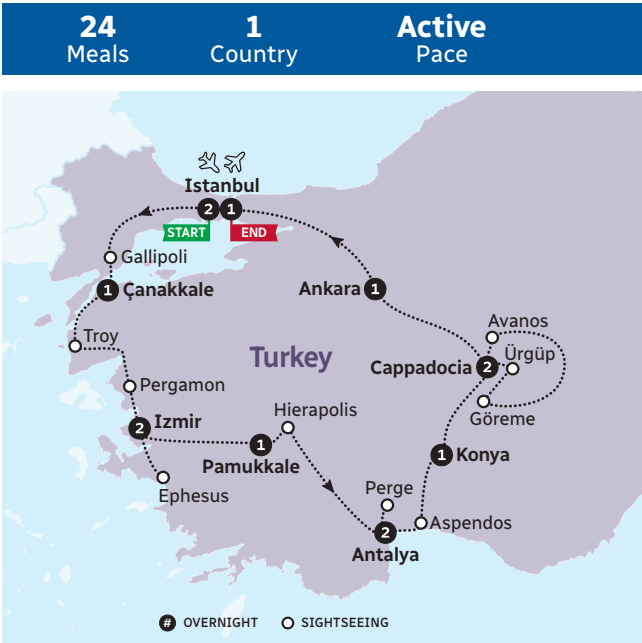 24
Meals
1
Country
Active
Pace
Istanbul
2
1
START
END
Gallipoli
1
Çanakkale
Ankara
1
Troy
Avanos
Ürgüp
Turkey
Cappadocia
2
Pergamon
Göreme
Hierapolis
2
Izmir
1
Pamukkale
1
Konya
Ephesus
Perge
Aspendos
2
Antalya
# OVERNIGHT
SIGHTSEEING